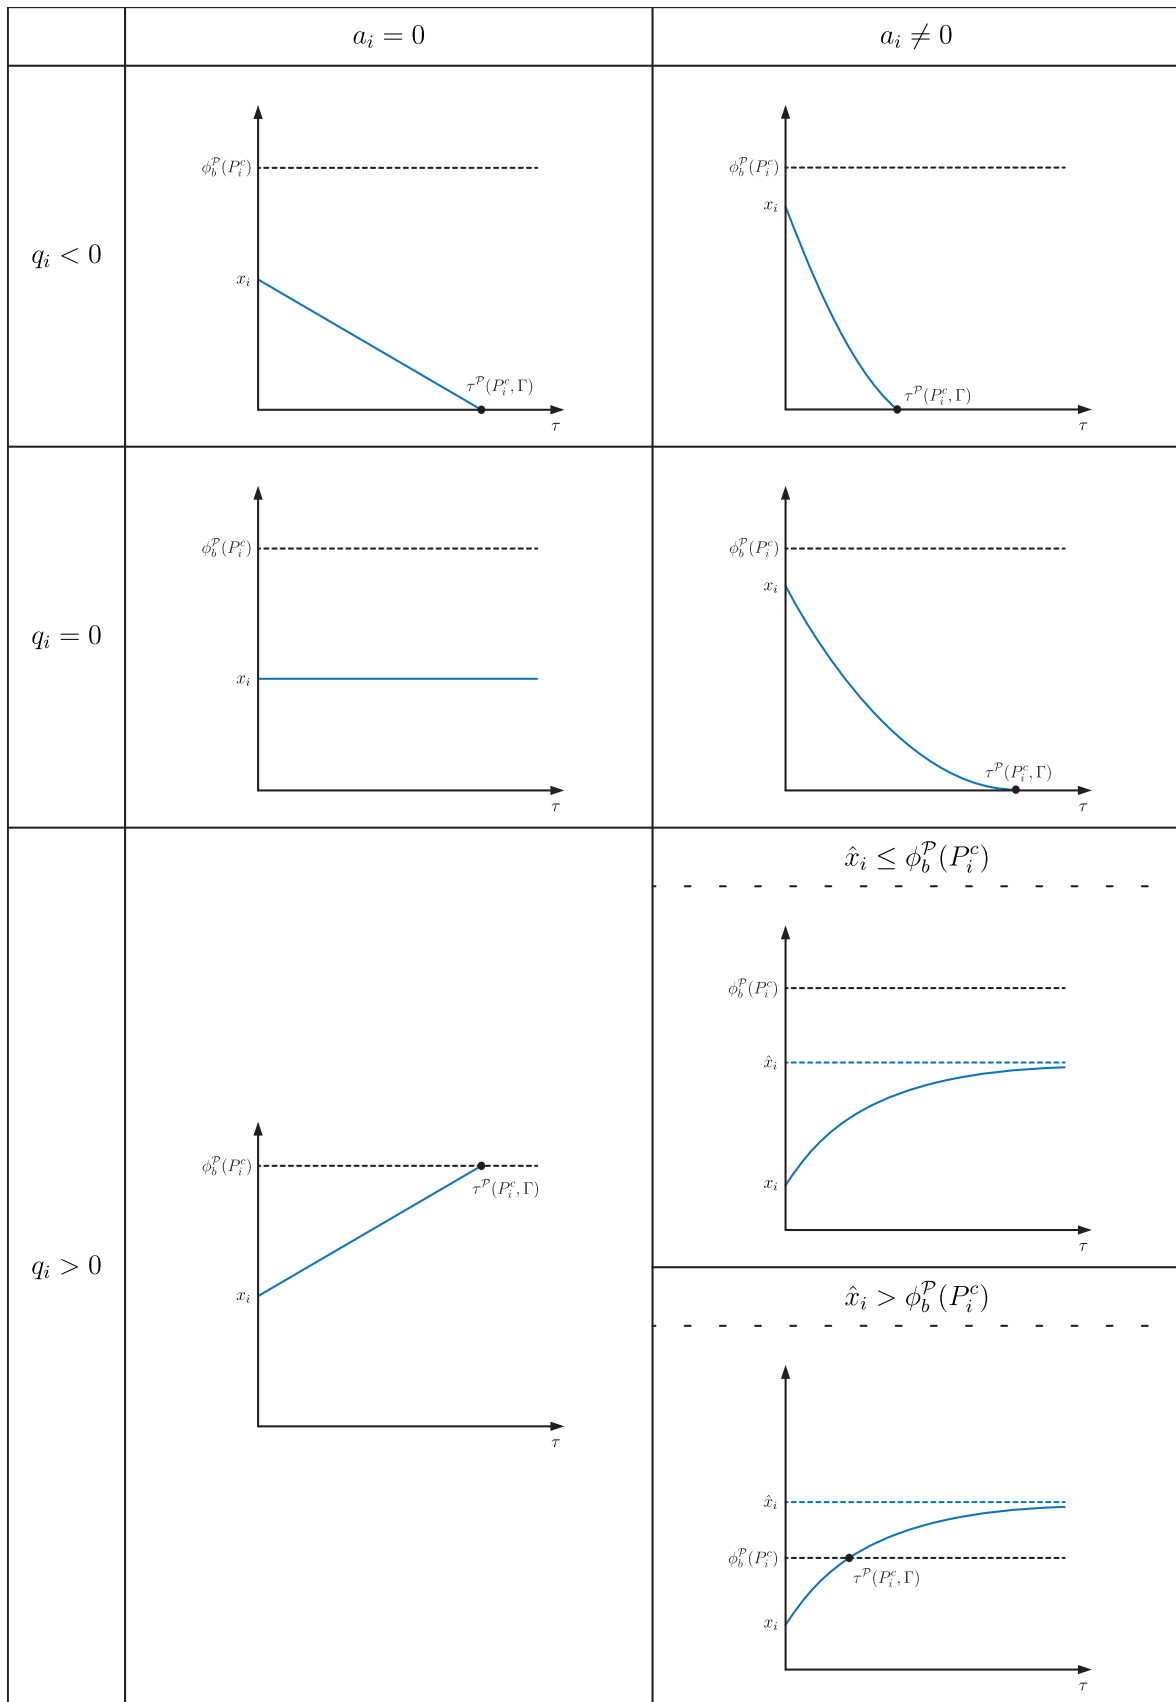 a_i = 0
a_i ≠ 0
q_i < 0
ϕ_b^𝒫(P_i^c)
x_i
τ^𝒫(P_i^c, Γ)
τ
ϕ_b^𝒫(P_i^c)
x_i
τ^𝒫(P_i^c, Γ)
τ
q_i = 0
ϕ_b^𝒫(P_i^c)
x_i
τ
ϕ_b^𝒫(P_i^c)
x_i
τ^𝒫(P_i^c, Γ)
τ
q_i > 0
ϕ_b^𝒫(P_i^c)
τ^𝒫(P_i^c, Γ)
x_i
τ
x̂_i ≤ ϕ_b^𝒫(P_i^c)
ϕ_b^𝒫(P_i^c)
x̂_i
x_i
τ
x̂_i > ϕ_b^𝒫(P_i^c)
x̂_i
ϕ_b^𝒫(P_i^c)
τ^𝒫(P_i^c, Γ)
x_i
τ